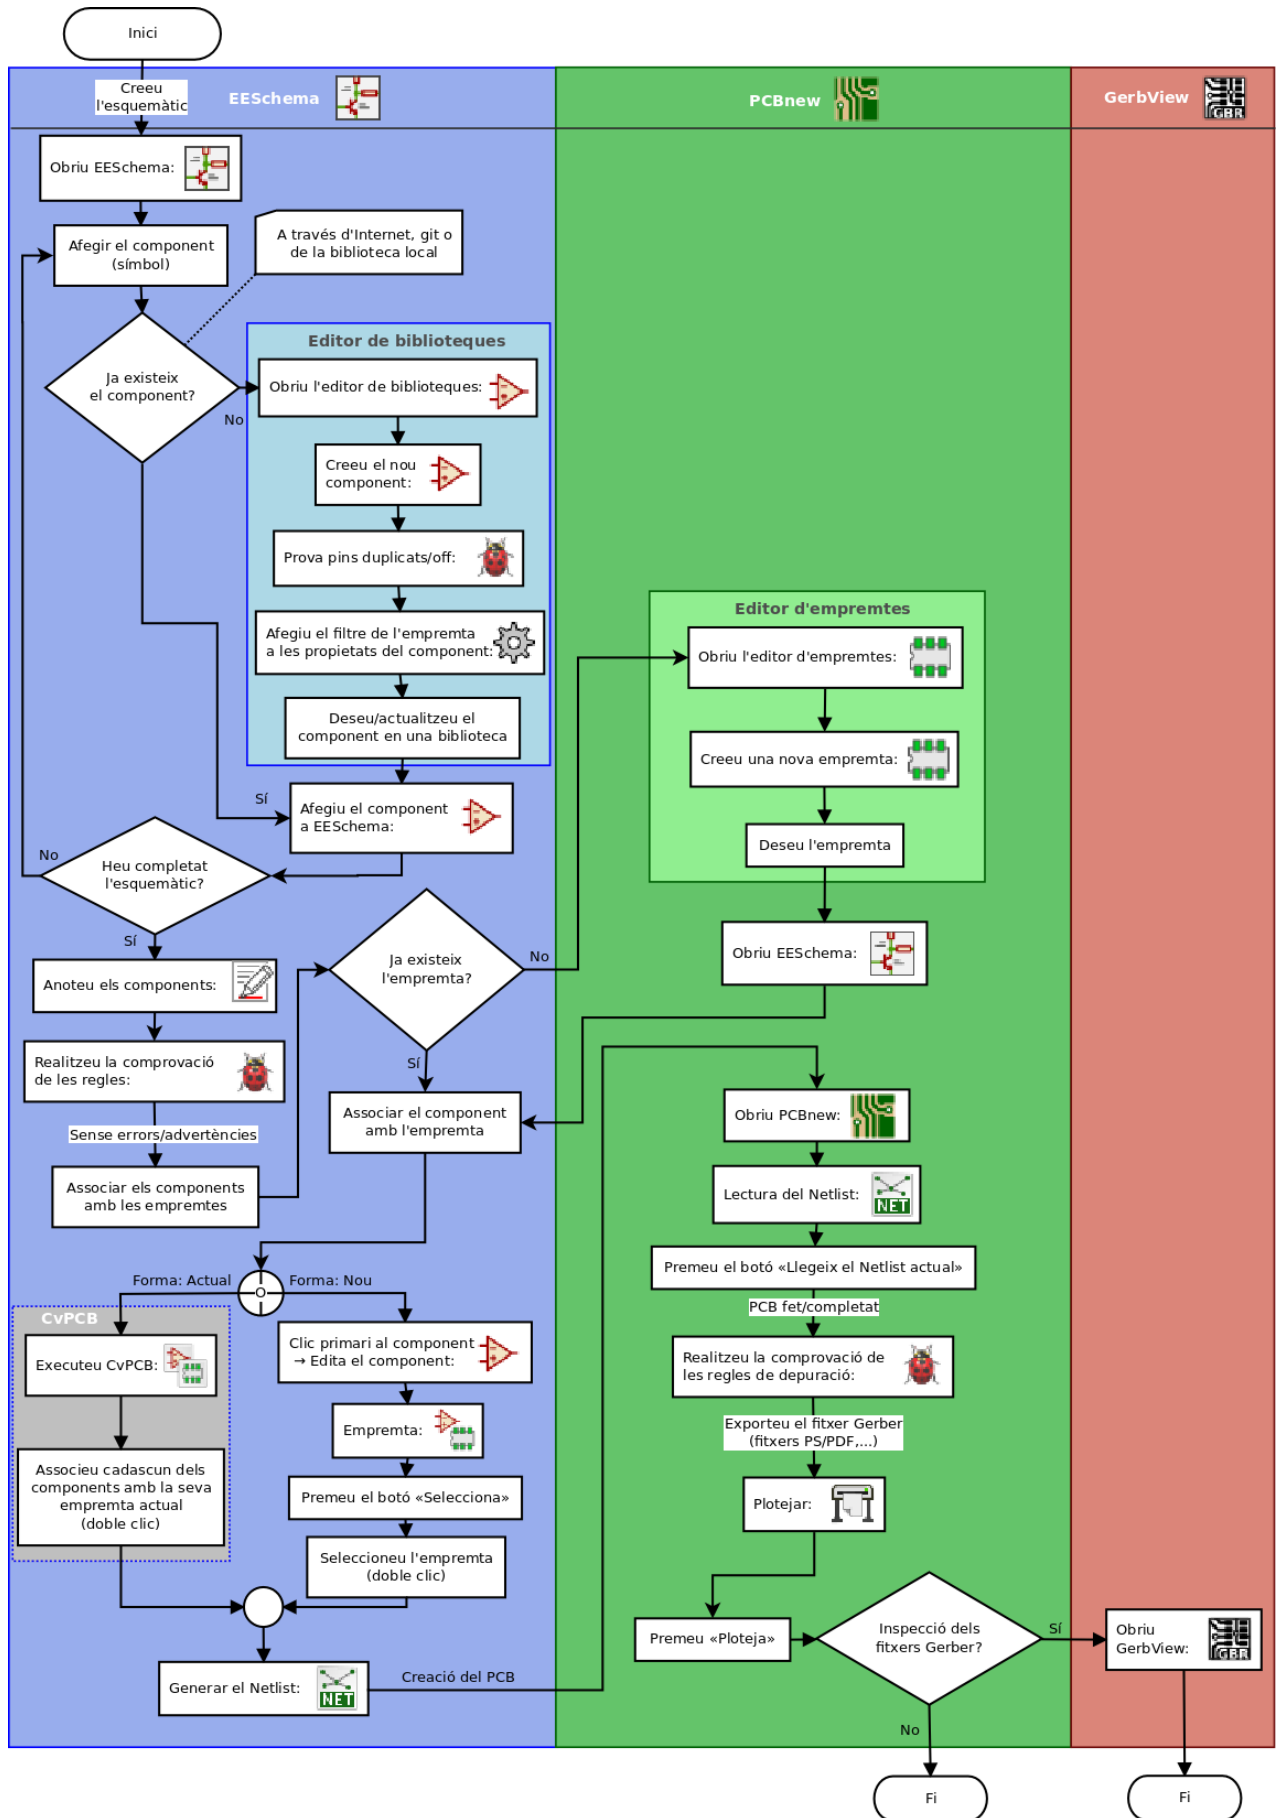 Inici
Creeu
l'esquemàtic
EESchema
PCBnew
GerbView
GBR
Obriu EESchema:
Afegir el component
(símbol)
A través d'Internet, git o
de la biblioteca local
Ja existeix
el component?
No
Editor de biblioteques
Obriu l'editor de biblioteques:
Creeu el nou
component:
Prova pins duplicats/off:
Afegiu el filtre de l'empremta
a les propietats del component:
Deseu/actualitzeu el
component en una biblioteca
Sí
Afegiu el component
a EESchema:
No
Heu completat
l'esquemàtic?
Sí
Anoteu els components:
Realitzeu la comprovació
de les regles:
Sense errors/advertències
Associar els components
amb les empremtes
Ja existeix
l'empremta?
No
Sí
Editor d'empremtes
Obriu l'editor d'empremtes:
Creeu una nova empremta:
Deseu l'empremta
Obriu EESchema:
Associar el component
amb l'empremta
Forma: Actual
O
Forma: Nou
CvPCB
Executeu CvPCB:
Associeu cadascun dels
components amb la seva
empremta actual
(doble clic)
Clic primari al component
→ Edita el component:
Empremta:
Premeu el botó «Selecciona»
Seleccioneu l'empremta
(doble clic)
Generar el Netlist:
NET
Creació del PCB
Obriu PCBnew:
Lectura del Netlist:
NET
Premeu el botó «Llegeix el Netlist actual»
PCB fet/completat
Realitzeu la comprovació de
les regles de depuració:
Exporteu el fitxer Gerber
(fitxers PS/PDF,...)
Plotejar:
Premeu «Ploteja»
Inspecció dels
fitxers Gerber?
Sí
No
Obriu
GerbView:
GBR
Fi
Fi